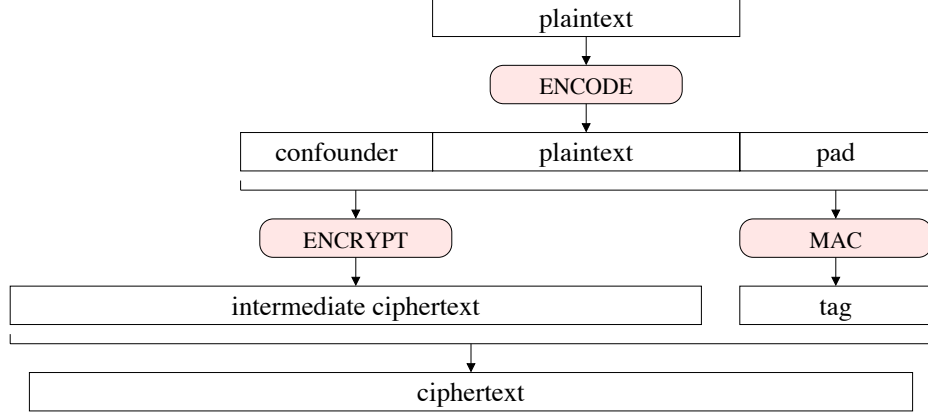 plaintext
ENCODE
confounder plaintext pad
ENCRYPT MAC
intermediate ciphertext tag
ciphertext